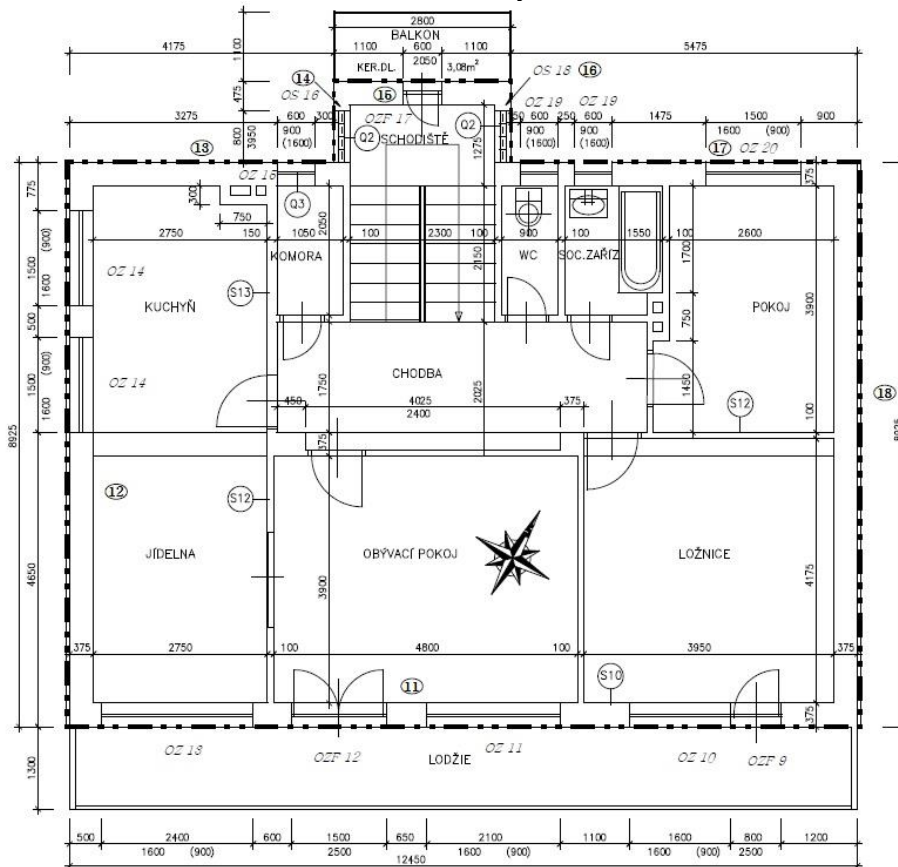 2800
BALKON
1100
4175
1100 600 1100
5475
KER.DL.
2050
3,08m²
14
16
OS 18
16
OS 16
475
OZF 17
OZ 19
OZ 19
3275
600
300
Q2
SCHODIŠTĚ
Q2
600
250
600
1475
1500
900
800
3950
900
(1600)
900
(1600)
900
(1600)
1600 (900)
13
1275
17
OZ 20
775
OZ 16
375
300
Q3
750
2050
2750
150
1050
100
2300
100
900
100
1550
100
2600
KOMORA
2150
WC
SOC.ZAŘÍZ
1700
(900)
1500
1600
OZ 14
S13
KUCHYŇ
POKOJ
3900
750
500
(900)
1500
1600
OZ 14
CHODBA
1750
2025
450
4025
2400
375
1450
S12
100
18
8925
8925
375
12
S12
JÍDELNA
OBÝVACÍ POKOJ
LOŽNICE
4650
3900
4175
375
2750
100
4800
100
3950
375
11
S10
375
OZ 13
OZF 12
LODŽIE
OZ 11
OZ 10
OZF 9
1300
500
2400
600
1500
650
2100
1100
1600
800
1200
1600 (900)
2500
1600 (900)
1600 (900)
2500
12450